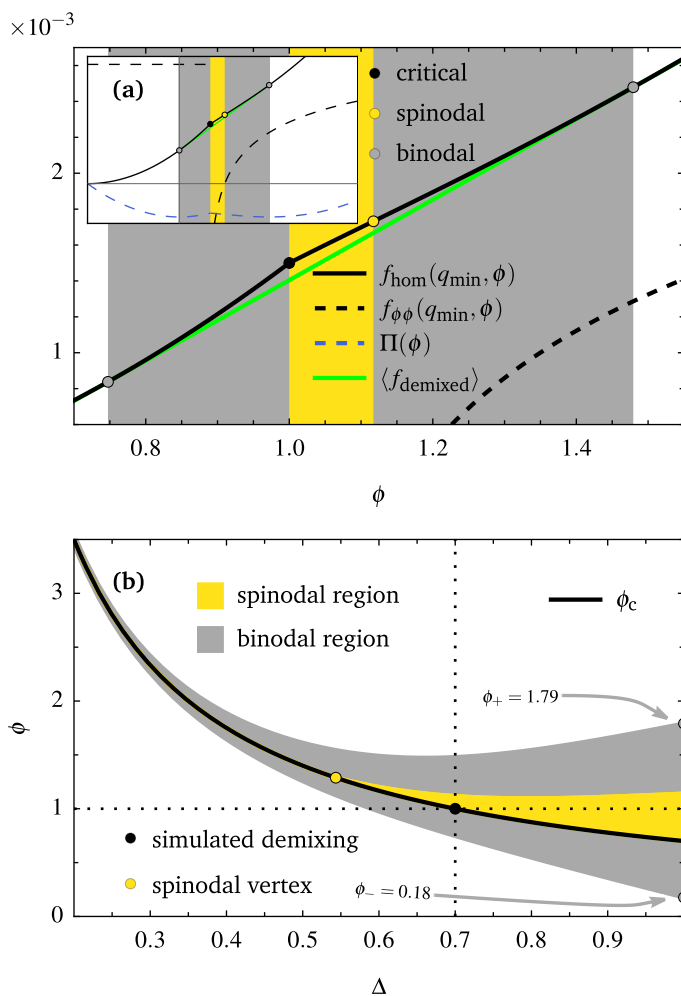 ×10⁻³
(a)
critical
spinodal
binodal
2
f_hom(q_min, ϕ)
f_ϕϕ(q_min, ϕ)
Π(ϕ)
⟨f_demixed⟩
1
0.8 1.0 1.2 1.4
ϕ
3
(b)
spinodal region
ϕ_c
binodal region
2
ϕ₊ = 1.79
ϕ
1
simulated demixing
spinodal vertex
ϕ₋ = 0.18
0
0.3 0.4 0.5 0.6 0.7 0.8 0.9
Δ